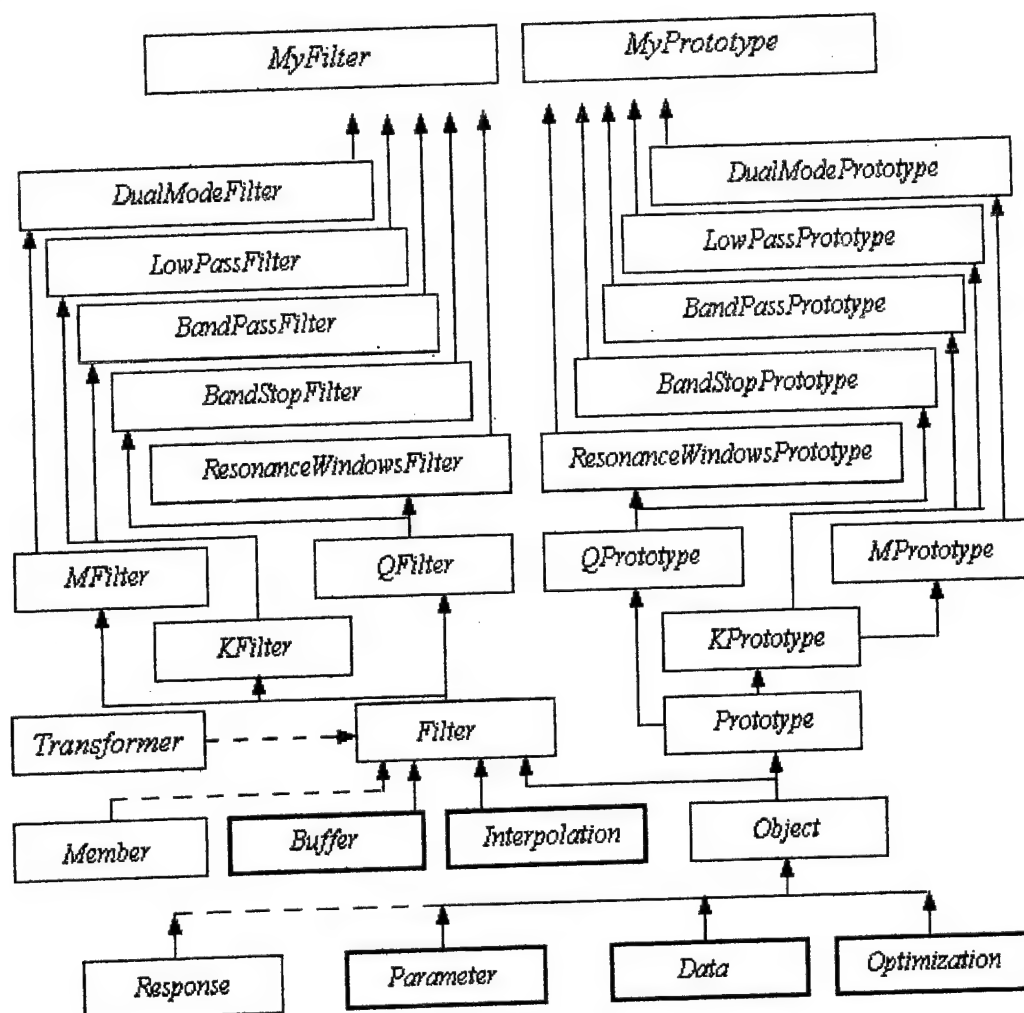 MyFilter
MyPrototype
DualModeFilter
DualModePrototype
LowPassFilter
LowPassPrototype
BandPassFilter
BandPassPrototype
BandStopFilter
BandStopPrototype
ResonanceWindowsFilter
ResonanceWindowsPrototype
MFilter
QFilter
QPrototype
MPrototype
KFilter
KPrototype
Transformer
Filter
Prototype
Member
Buffer
Interpolation
Object
Response
Parameter
Data
Optimization